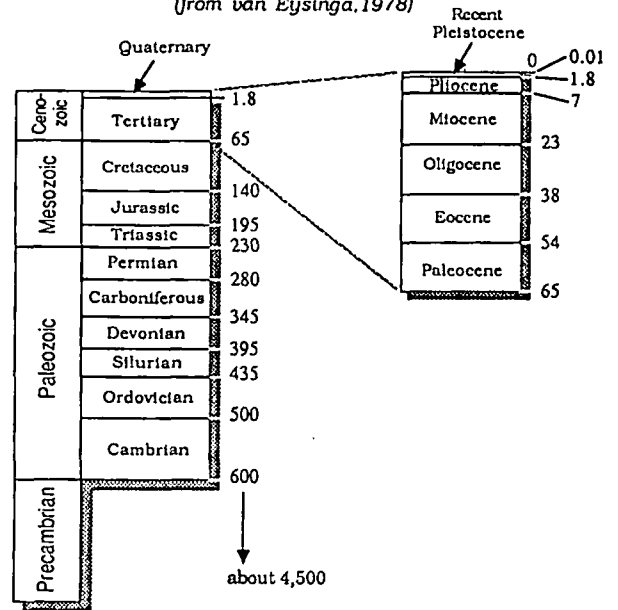 (from van Eysinga, 1978)
Quaternary
Ceno-
zoic
1.8
Tertiary
65
Mesozoic
Cretaceous
140
Jurassic
195
Triassic
230
Paleozoic
Permian
280
Carboniferous
345
Devonian
395
Silurian
435
Ordovician
500
Cambrian
600
Precambrian
about 4,500
Recent
Pleistocene
0
0.01
1.8
Pliocene
7
Miocene
23
Oligocene
38
Eocene
54
Paleocene
65